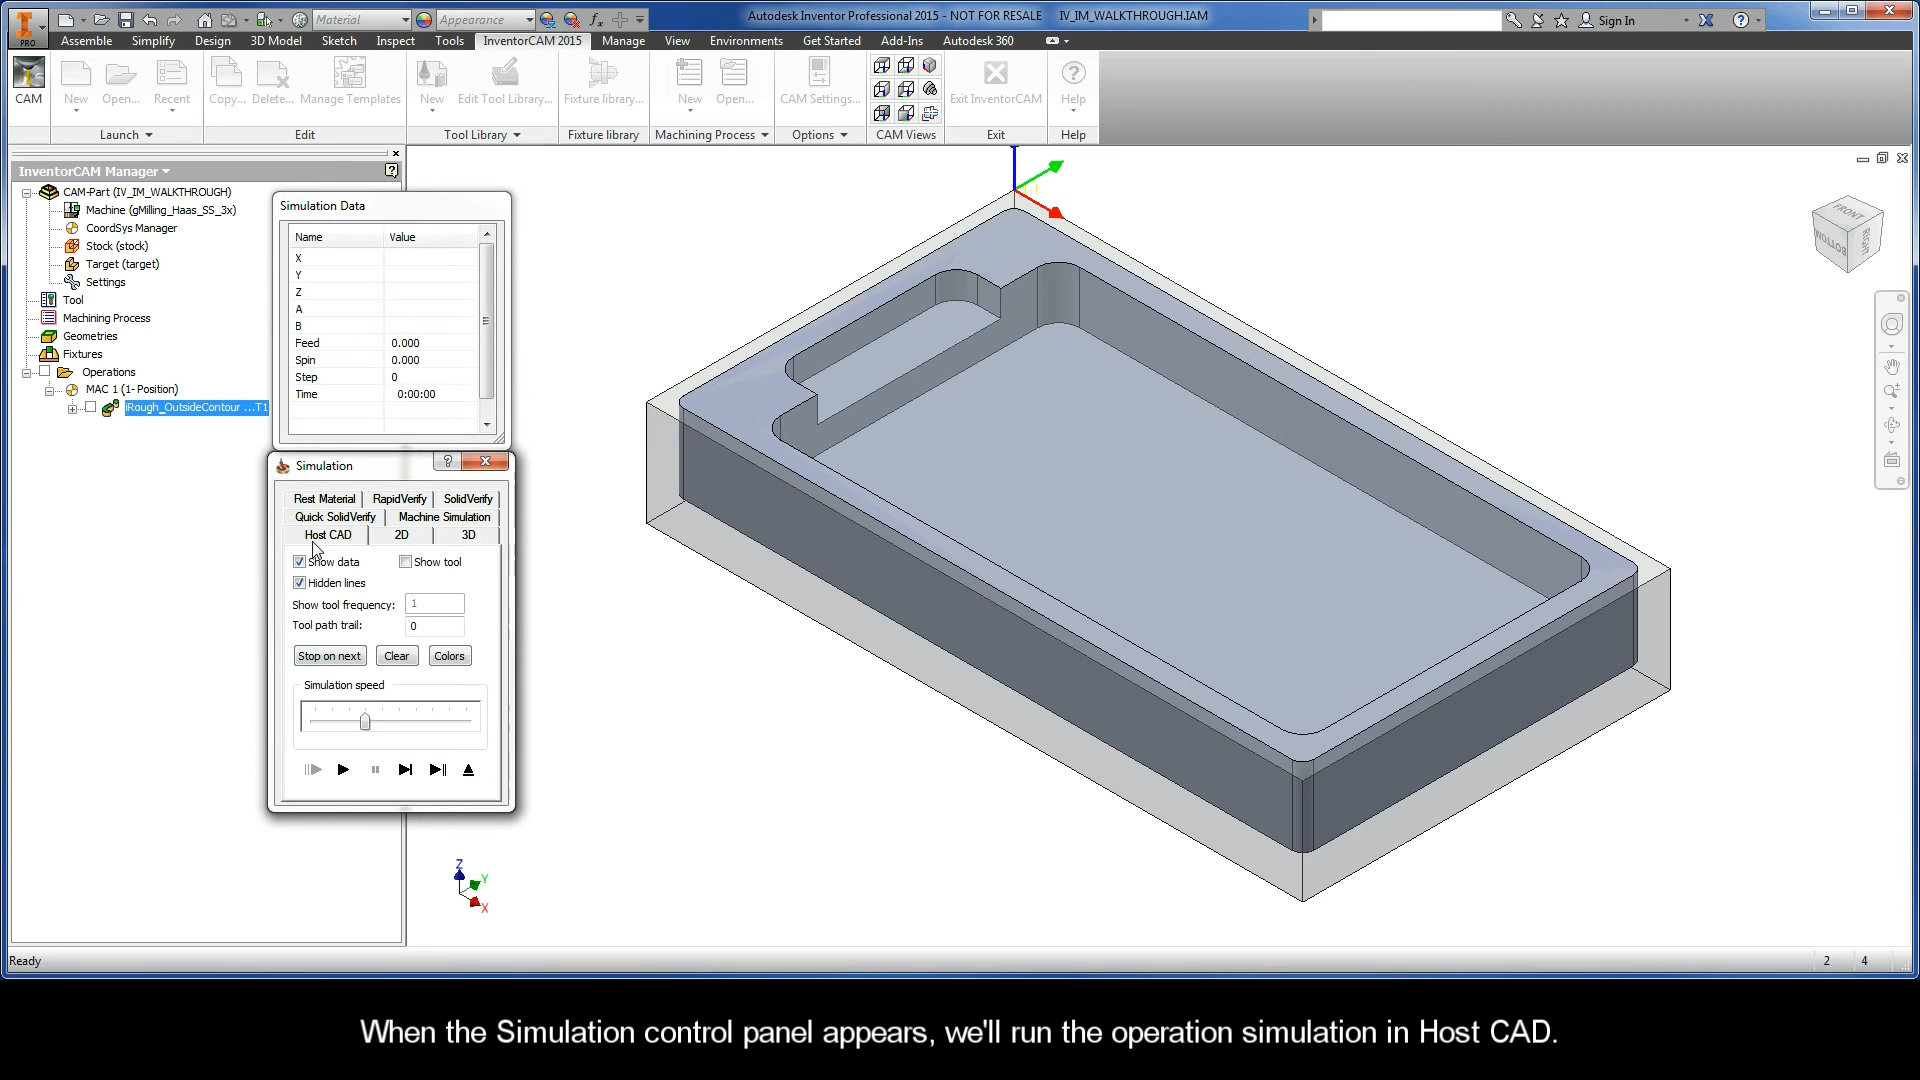 Material
Appearance
Autodesk Inventor Professional 2015 - NOT FOR RESALE IV_IM_WALKTHROUGH.IAM
Sign In
PRO
Assemble Simplify Design 3D Model Sketch Inspect Tools InventorCAM 2015 Manage View Environments Get Started Add-Ins Autodesk 360
CAM New Open... Recent Copy... Delete... Manage Templates New Edit Tool Library... Fixture library... New Open... CAM Settings... Exit InventorCAM Help
Launch Edit Tool Library Fixture library Machining Process Options CAM Views Exit Help
InventorCAM Manager
CAM-Part (IV_IM_WALKTHROUGH)
Machine (gMilling_Haas_SS_3x)
CoordSys Manager
Stock (stock)
Target (target)
Settings
Tool
Machining Process
Geometries
Fixtures
Operations
MAC 1 (1- Position)
iRough_OutsideContour ...T1
Simulation Data
Name Value
X
Y
Z
A
B
Feed 0.000
Spin 0.000
Step 0
Time 0:00:00
Simulation
Rest Material RapidVerify SolidVerify
Quick SolidVerify Machine Simulation
Host CAD 2D 3D
Show data Show tool
Hidden lines
Show tool frequency: 1
Tool path trail: 0
Stop on next Clear Colors
Simulation speed
FRONT
BOTTOM
RIGHT
Z
Y
X
Ready
2 4
When the Simulation control panel appears, we'll run the operation simulation in Host CAD.